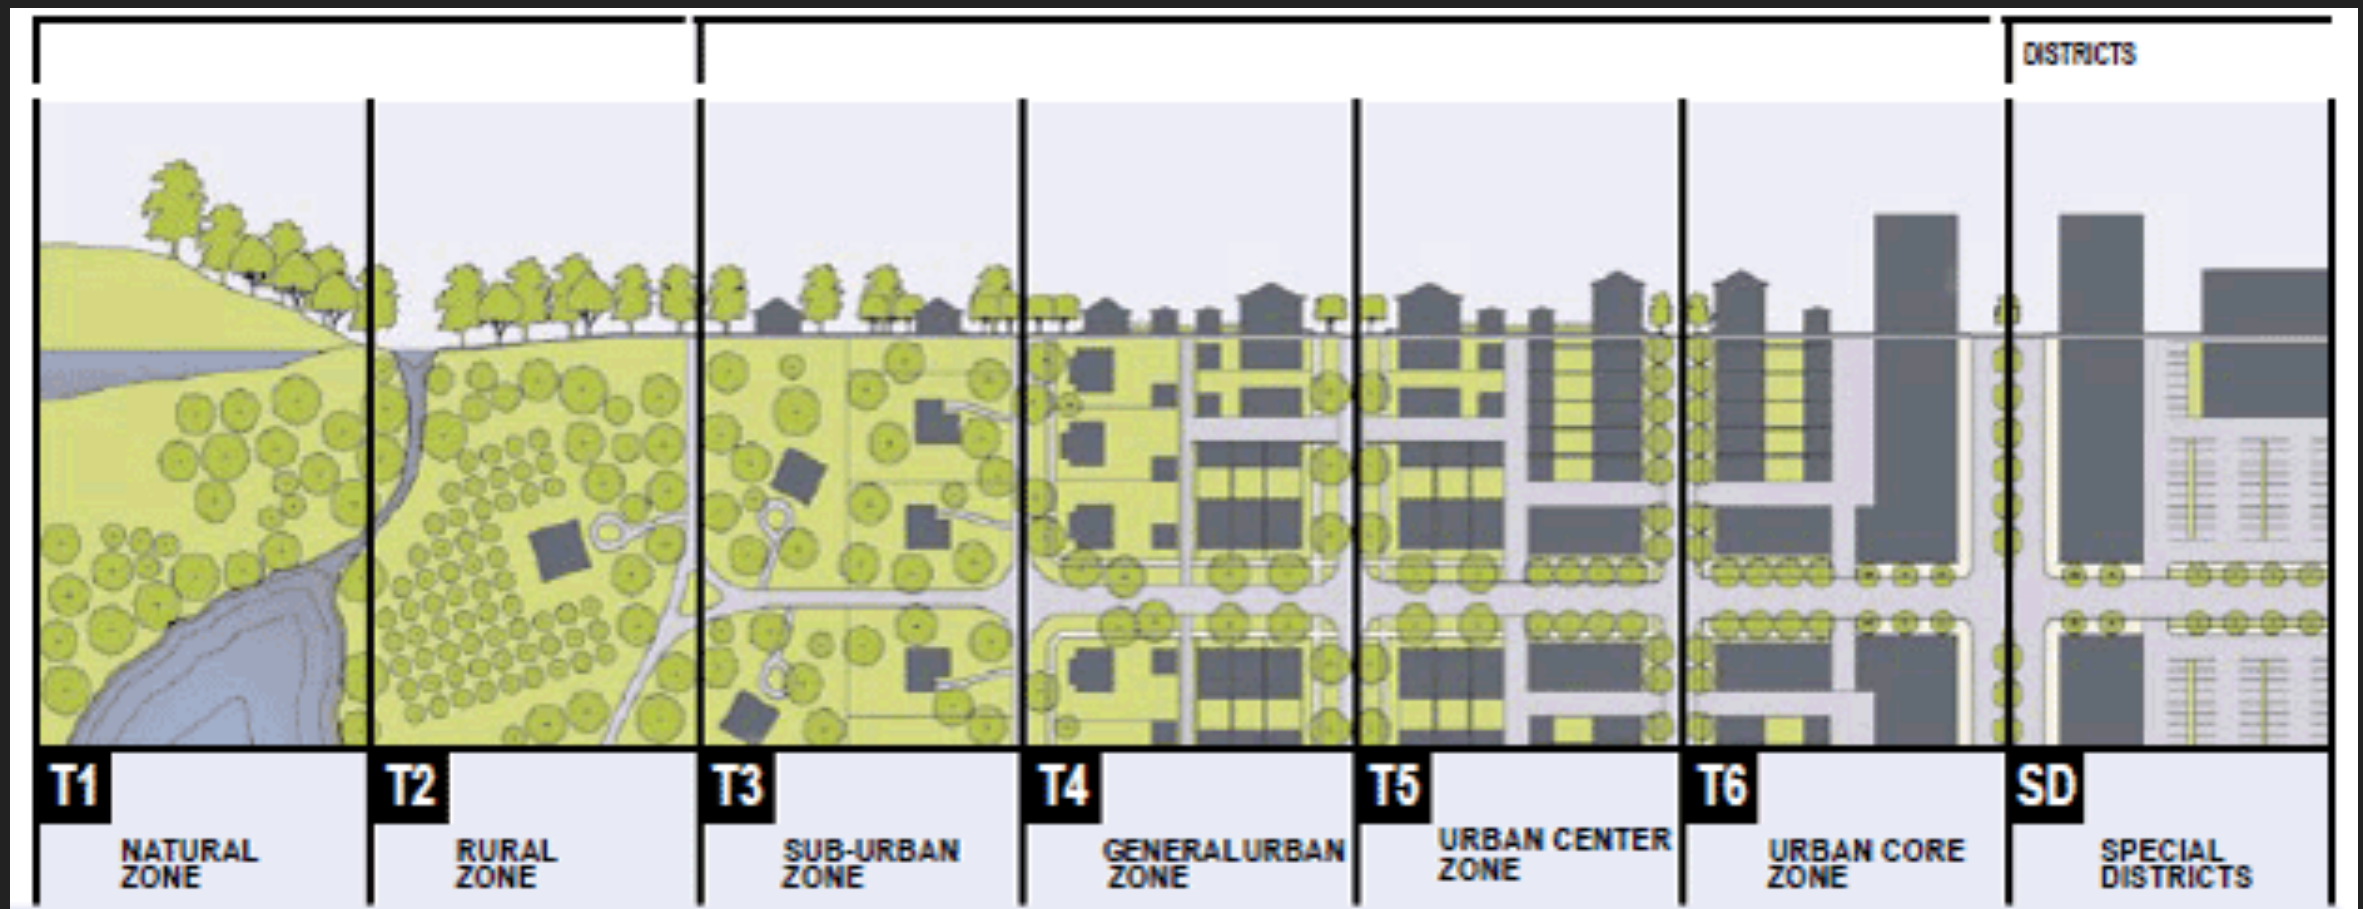 DISTRICTS
T1
NATURAL
ZONE
T2
RURAL
ZONE
T3
SUB-URBAN
ZONE
T4
GENERAL URBAN
ZONE
T5
URBAN CENTER
ZONE
T6
URBAN CORE
ZONE
SD
SPECIAL
DISTRICTS